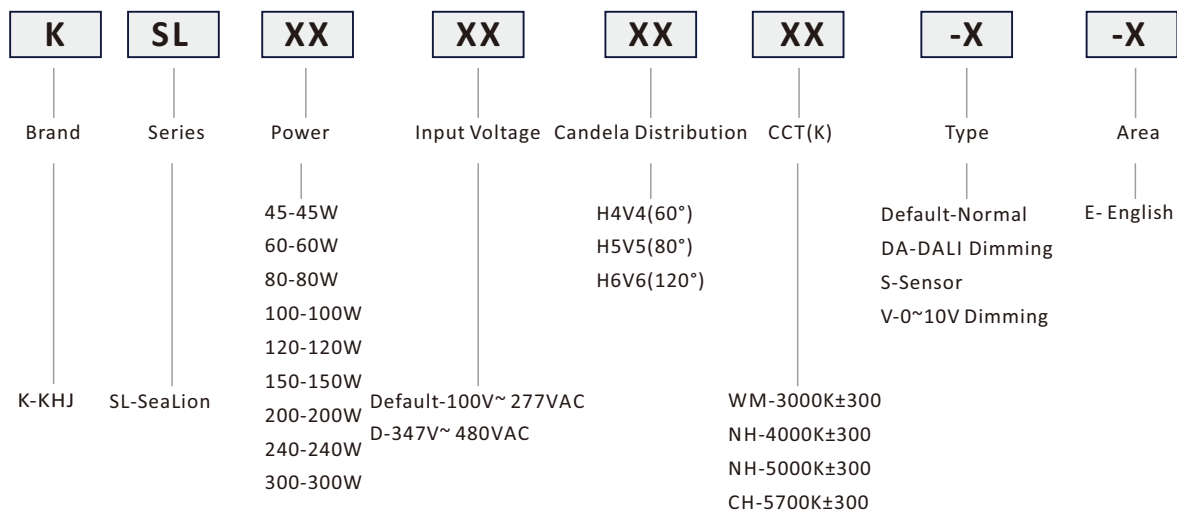 K SL XX XX XX XX -X -X
Brand Series Power Input Voltage Candela Distribution CCT(K) Type Area
45-45W
60-60W
80-80W
100-100W
120-120W
150-150W
200-200W
240-240W
300-300W
H4V4(60°)
H5V5(80°)
H6V6(120°)
Default-Normal
DA-DALI Dimming
S-Sensor
V-0~10V Dimming
E- English
K-KHJ
SL-SeaLion
Default-100V~ 277VAC
D-347V~ 480VAC
WM-3000K±300
NH-4000K±300
NH-5000K±300
CH-5700K±300